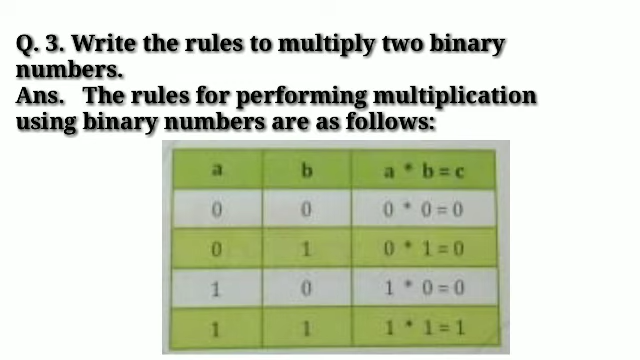 Q. 3. Write the rules to multiply two binary
numbers.
Ans. The rules for performing multiplication
using binary numbers are as follows:
a b a * b = c
0 0 0 * 0 = 0
0 1 0 * 1 = 0
1 0 1 * 0 = 0
1 1 1 * 1 = 1